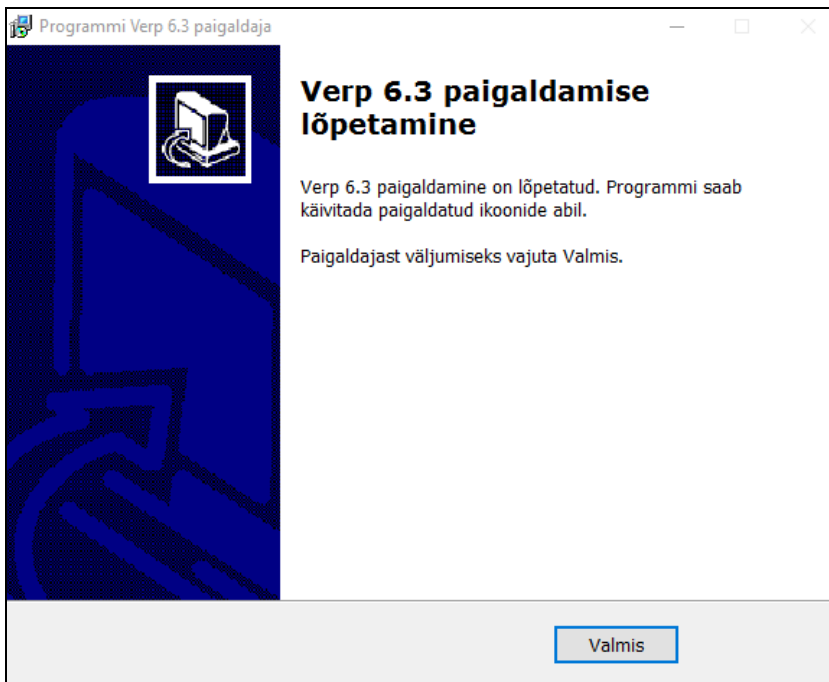 Programmi Verp 6.3 paigaldaja
Verp 6.3 paigaldamise
lõpetamine
Verp 6.3 paigaldamine on lõpetatud. Programmi saab
käivitada paigaldatud ikoonide abil.
Paigaldajast väljumiseks vajuta Valmis.
Valmis